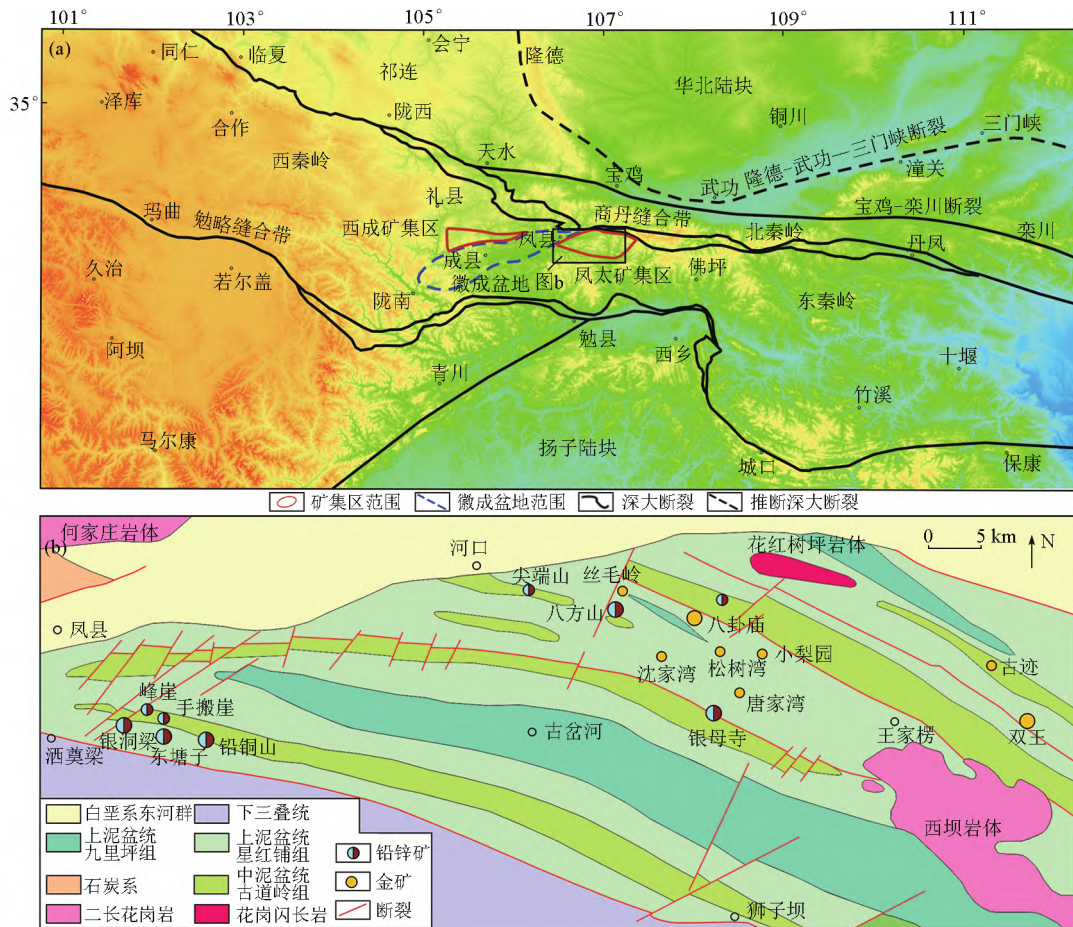 101°
103°
105°
107°
109°
111°
35°
(a)
同仁
临夏
会宁
隆德
祁连
华北陆块
泽库
合作
陇西
铜川
三门峡
西秦岭
天水
隆德-武功—三门峡断裂
潼关
宝鸡
武功
礼县
玛曲
勉略缝合带
西成矿集区
商丹缝合带
宝鸡-栾川断裂
凤县
北秦岭
丹凤
栾川
久治
若尔盖
成县
徽成盆地
图b
凤太矿集区
佛坪
陇南
东秦岭
阿坝
勉县
西乡
十堰
青川
竹溪
马尔康
扬子陆块
城口
保康
矿集区范围
徽成盆地范围
深大断裂
推断深大断裂
(b)
何家庄岩体
河口
花红树坪岩体
0 5 km
N
尖端山
丝毛岭
八方山
凤县
八卦庙
沈家湾
松树湾
小梨园
古迹
峰崖
手搬崖
唐家湾
洒奠梁
银洞梁
东塘子
铅铜山
古岔河
银母寺
王家楞
双王
西坝岩体
狮子坝
白垩系东河群
下三叠统
上泥盆统
九里坪组
上泥盆统
星红铺组
铅锌矿
石炭系
中泥盆统
古道岭组
金矿
二长花岗岩
花岗闪长岩
断裂